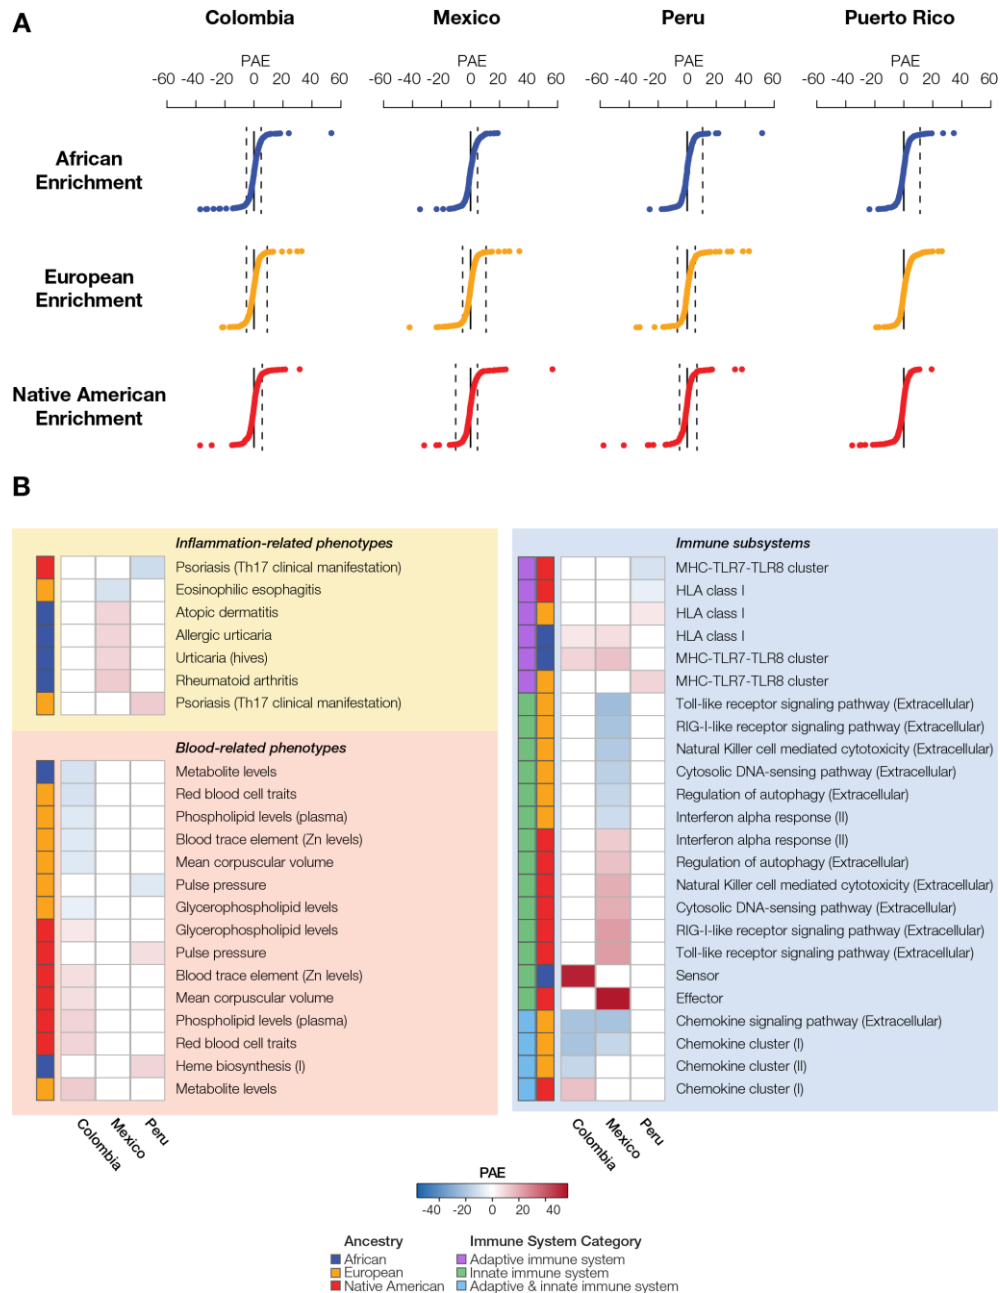 A
Colombia Mexico Peru Puerto Rico
PAE PAE PAE PAE
-60 -40 -20 0 20 40 60 -60 -40 -20 0 20 40 60 -60 -40 -20 0 20 40 60 -60 -40 -20 0 20 40 60
African
Enrichment
European
Enrichment
Native American
Enrichment
B
Inflammation-related phenotypes
Psoriasis (Th17 clinical manifestation)
Eosinophilic esophagitis
Atopic dermatitis
Allergic urticaria
Urticaria (hives)
Rheumatoid arthritis
Psoriasis (Th17 clinical manifestation)
Blood-related phenotypes
Metabolite levels
Red blood cell traits
Phospholipid levels (plasma)
Blood trace element (Zn levels)
Mean corpuscular volume
Pulse pressure
Glycerophospholipid levels
Glycerophospholipid levels
Pulse pressure
Blood trace element (Zn levels)
Mean corpuscular volume
Phospholipid levels (plasma)
Red blood cell traits
Heme biosynthesis (I)
Metabolite levels
Colombia
Mexico
Peru
Immune subsystems
MHC-TLR7-TLR8 cluster
HLA class I
HLA class I
HLA class I
MHC-TLR7-TLR8 cluster
MHC-TLR7-TLR8 cluster
Toll-like receptor signaling pathway (Extracellular)
RIG-I-like receptor signaling pathway (Extracellular)
Natural Killer cell mediated cytotoxicity (Extracellular)
Cytosolic DNA-sensing pathway (Extracellular)
Regulation of autophagy (Extracellular)
Interferon alpha response (II)
Interferon alpha response (II)
Regulation of autophagy (Extracellular)
Natural Killer cell mediated cytotoxicity (Extracellular)
Cytosolic DNA-sensing pathway (Extracellular)
RIG-I-like receptor signaling pathway (Extracellular)
Toll-like receptor signaling pathway (Extracellular)
Sensor
Effector
Chemokine signaling pathway (Extracellular)
Chemokine cluster (I)
Chemokine cluster (II)
Chemokine cluster (I)
Colombia
Mexico
Peru
PAE
-40 -20 0 20 40
Ancestry
African
European
Native American
Immune System Category
Adaptive immune system
Innate immune system
Adaptive & innate immune system